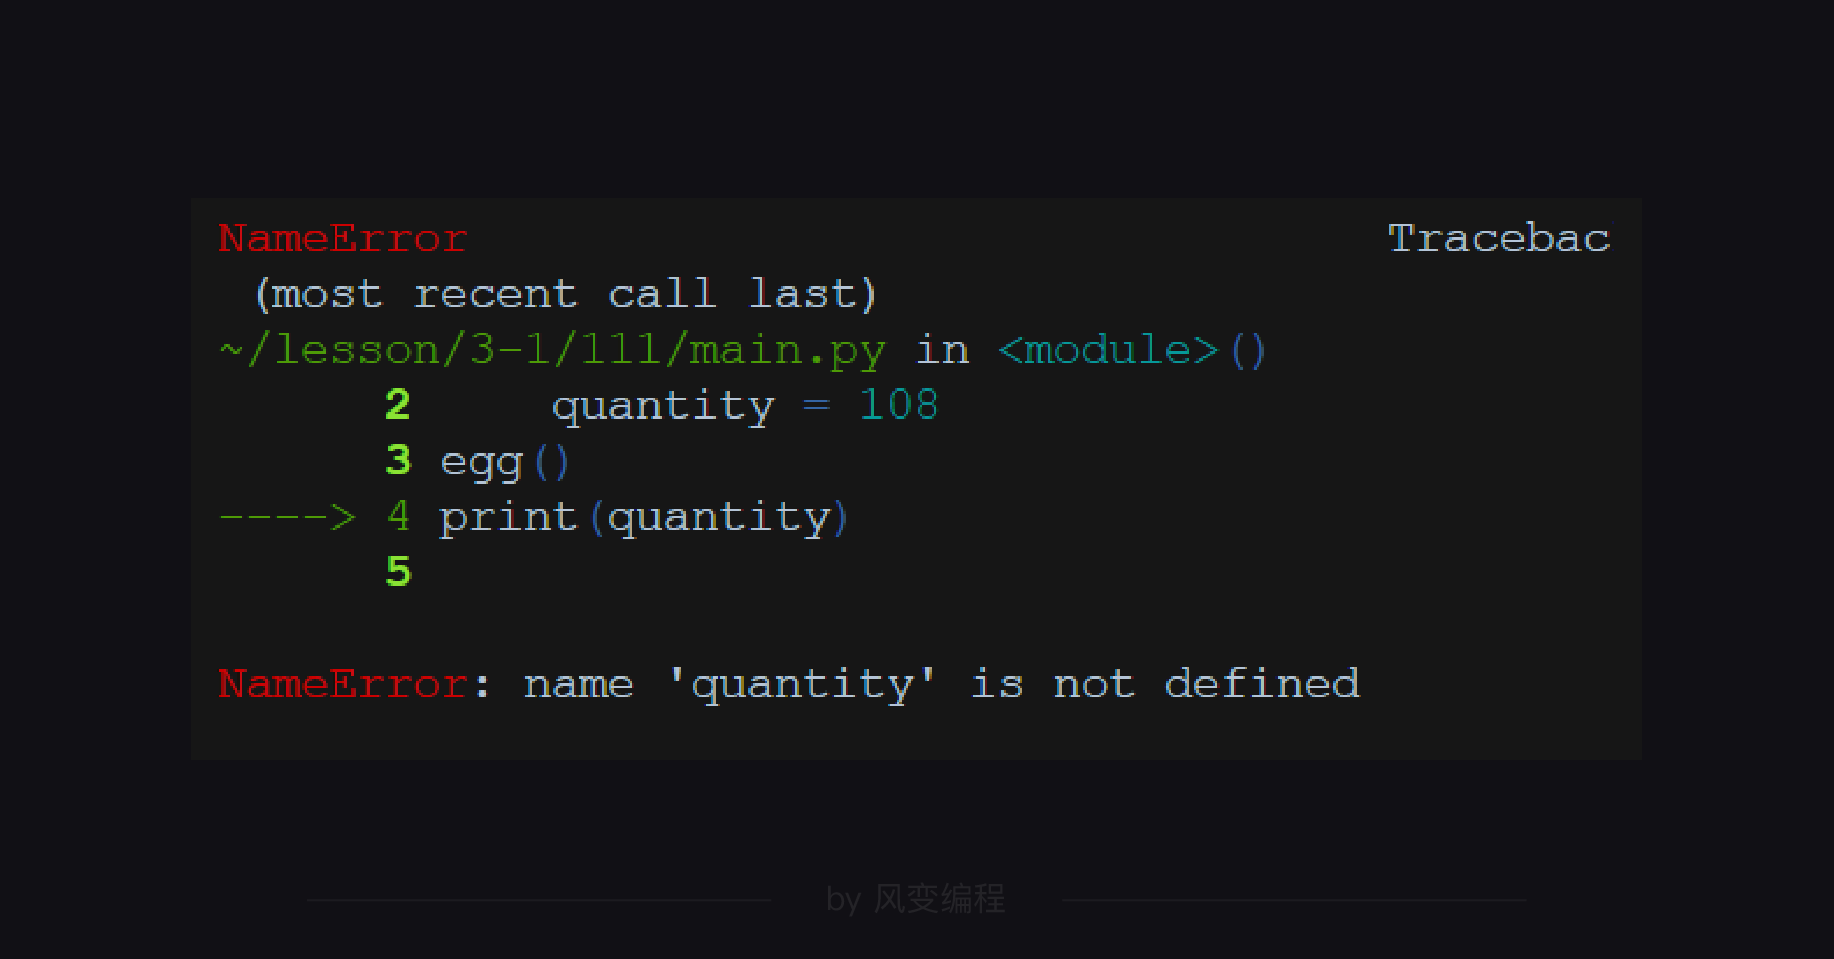 NameError Tracebac
(most recent call last)
~/lesson/3-1/111/main.py in <module>()
      2     quantity = 108
      3 egg()
----> 4 print(quantity)
      5
NameError: name 'quantity' is not defined
by 风变编程